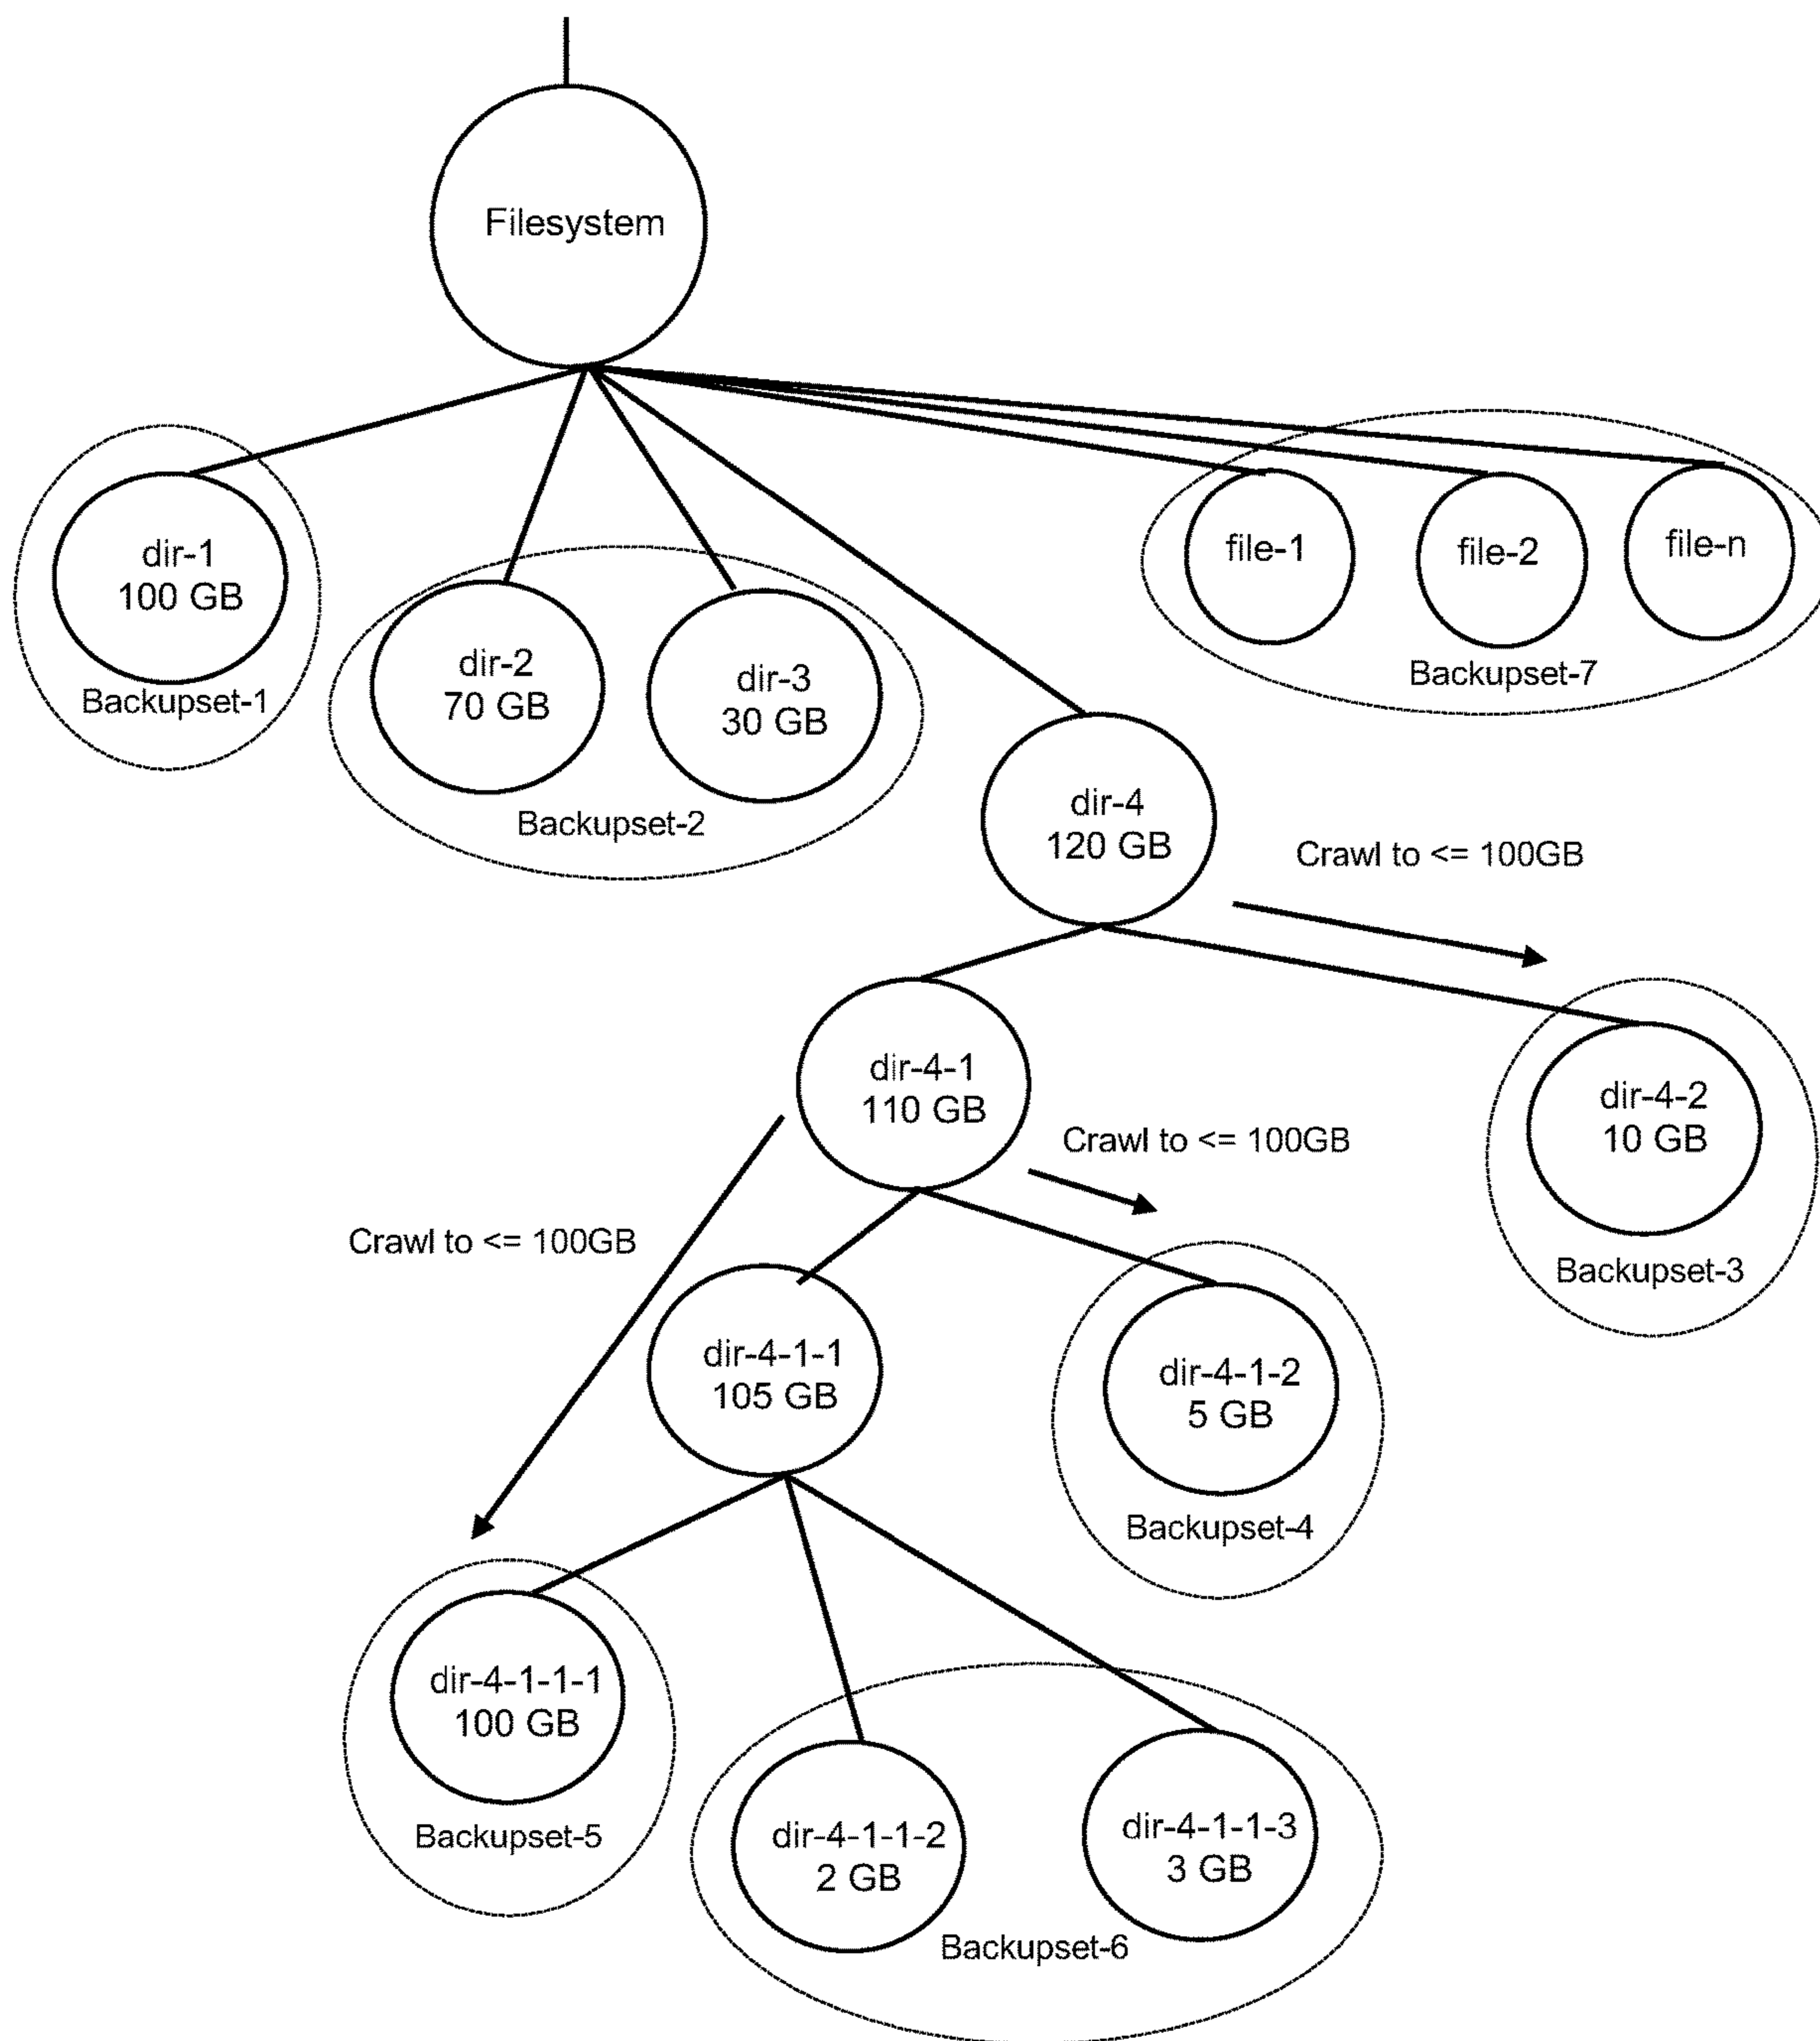 Filesystem
dir-1
100 GB
Backupset-1
dir-2
70 GB
dir-3
30 GB
Backupset-2
file-1
file-2
file-n
Backupset-7
dir-4
120 GB
Crawl to <= 100GB
dir-4-1
110 GB
dir-4-2
10 GB
Backupset-3
Crawl to <= 100GB
Crawl to <= 100GB
dir-4-1-1
105 GB
dir-4-1-2
5 GB
Backupset-4
dir-4-1-1-1
100 GB
Backupset-5
dir-4-1-1-2
2 GB
dir-4-1-1-3
3 GB
Backupset-6